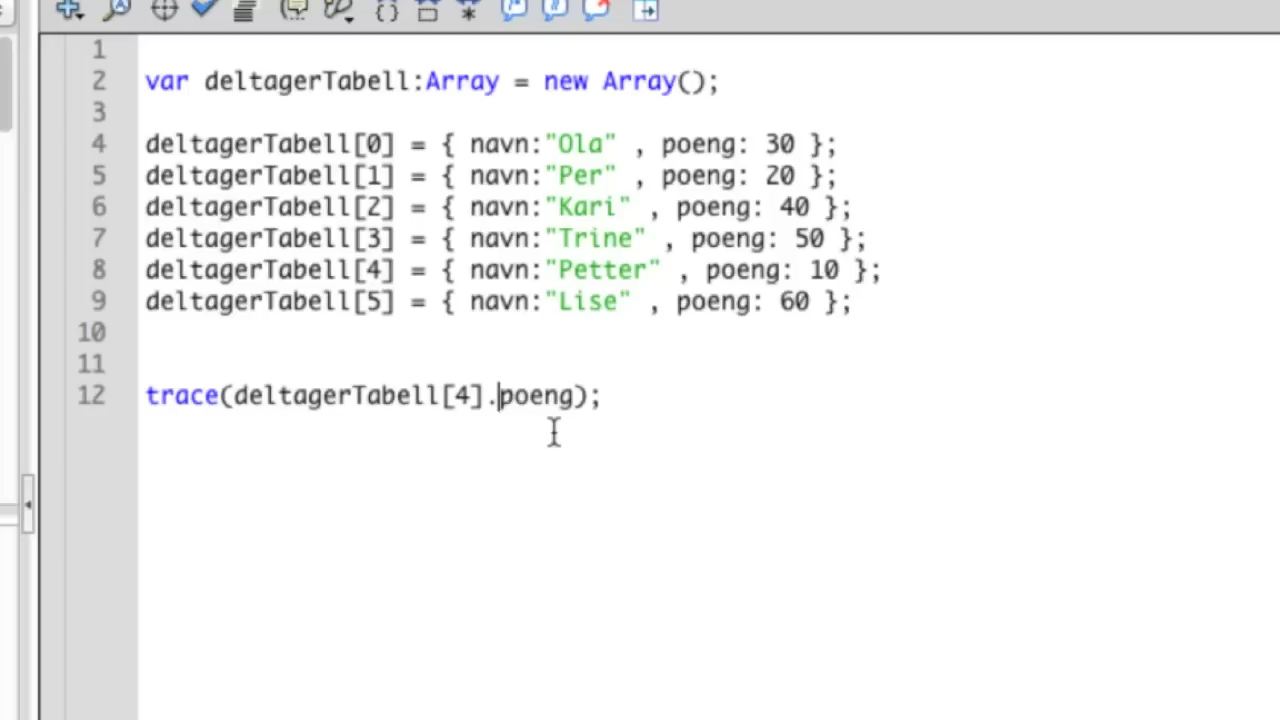 1
2 var deltagerTabell:Array = new Array();
3
4 deltagerTabell[0] = { navn:"Ola" , poeng: 30 };
5 deltagerTabell[1] = { navn:"Per" , poeng: 20 };
6 deltagerTabell[2] = { navn:"Kari" , poeng: 40 };
7 deltagerTabell[3] = { navn:"Trine" , poeng: 50 };
8 deltagerTabell[4] = { navn:"Petter" , poeng: 10 };
9 deltagerTabell[5] = { navn:"Lise" , poeng: 60 };
10
11
12 trace(deltagerTabell[4].poeng);